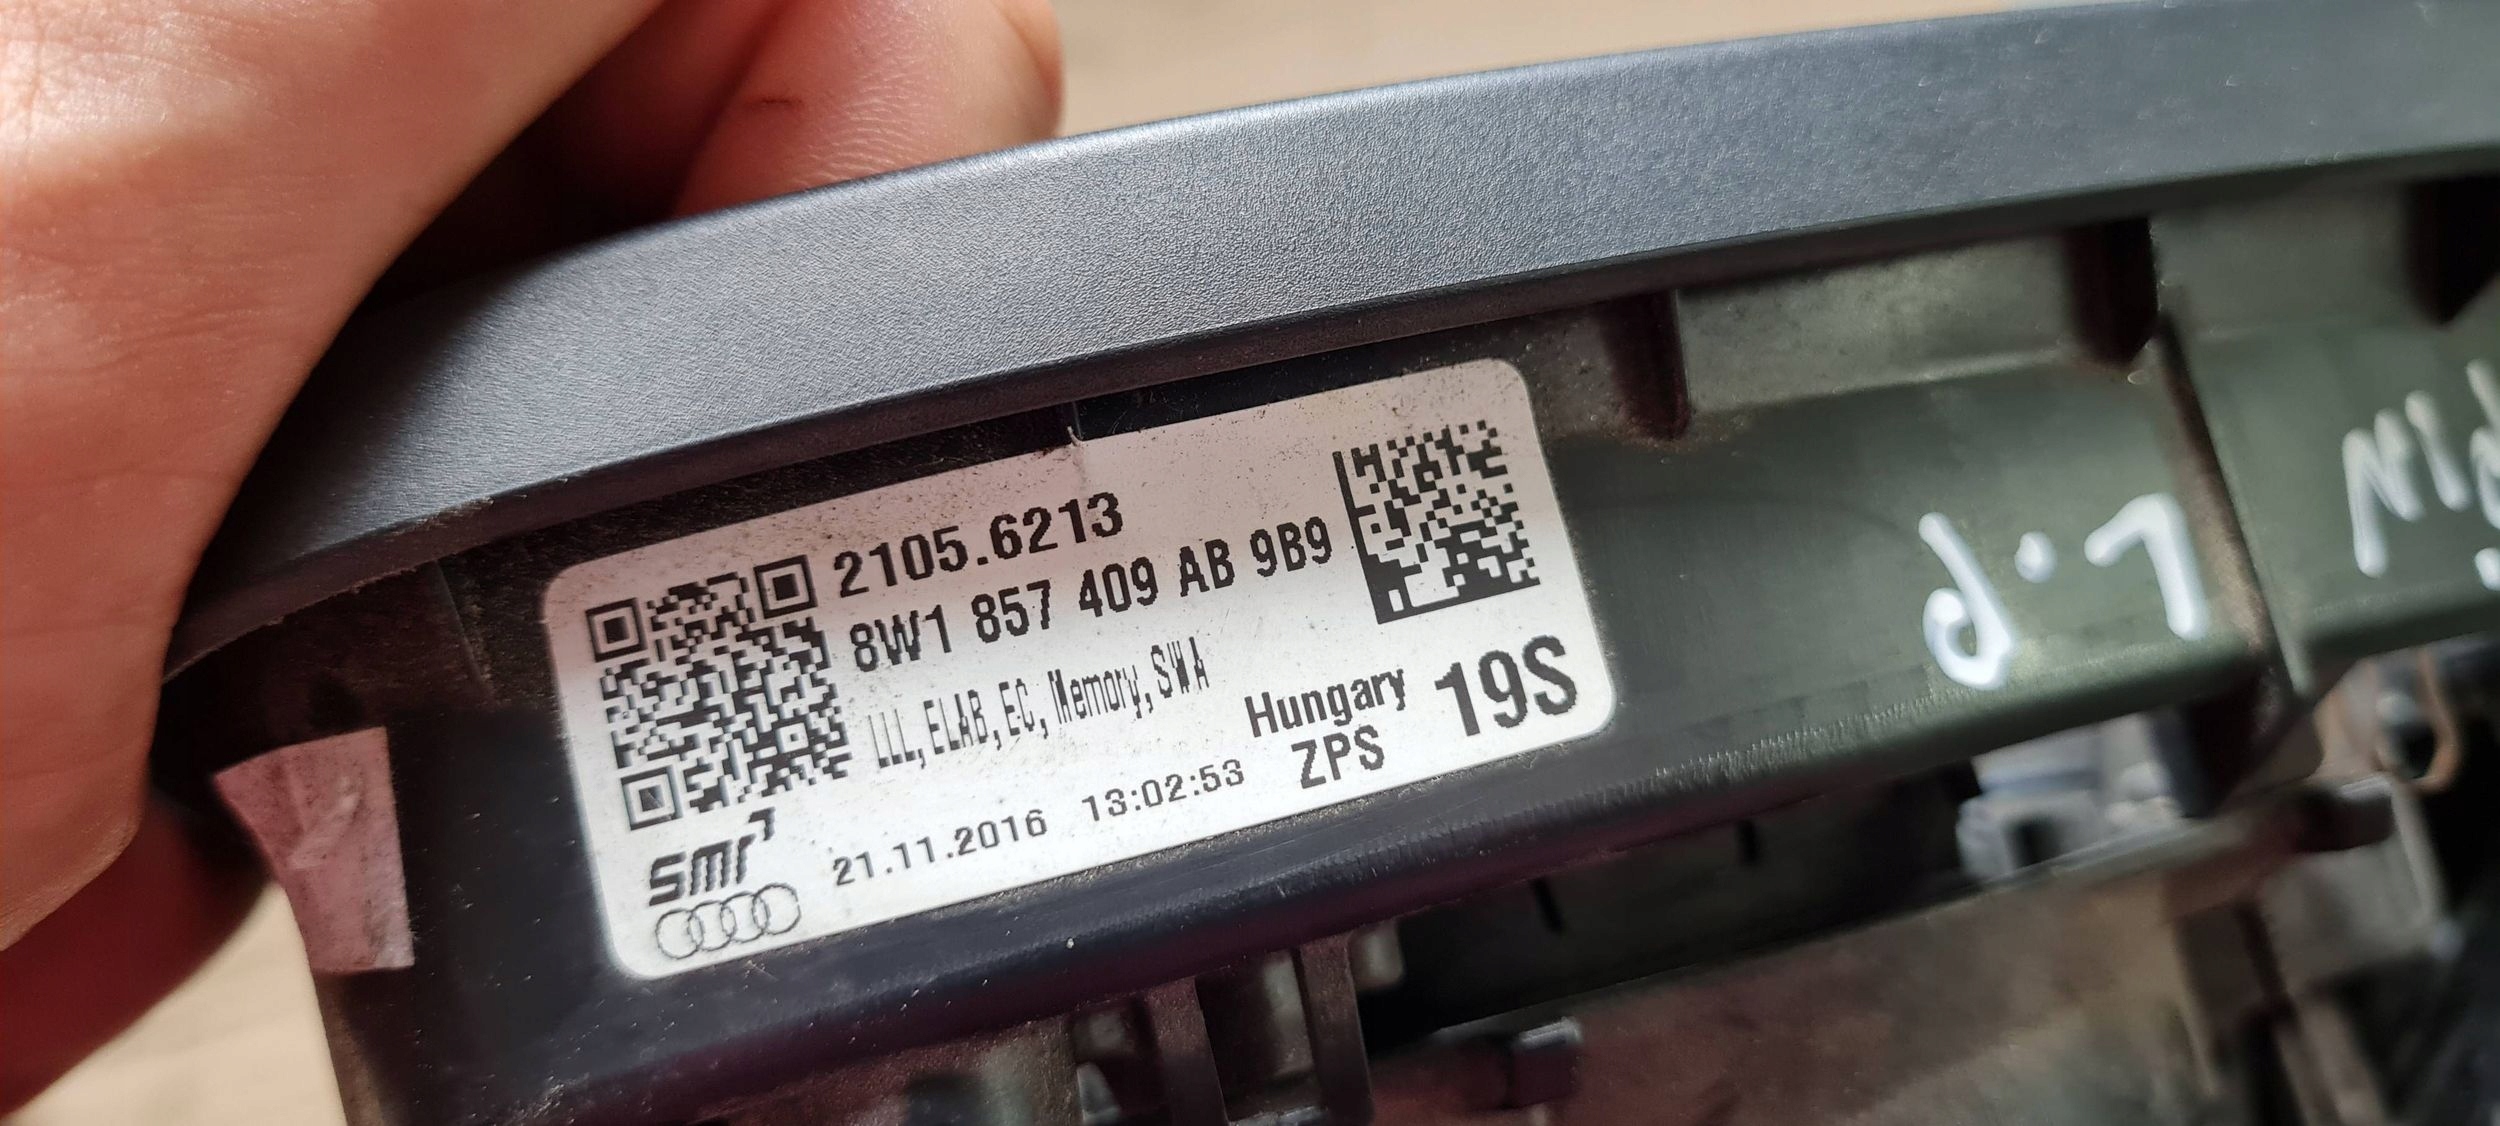 2105.6213
8W1 857 409 AB 9B9
LLL, ELAB, EC, Memory, SWA
Hungary
ZPS
19S
21.11.2016 13:02:53
smr